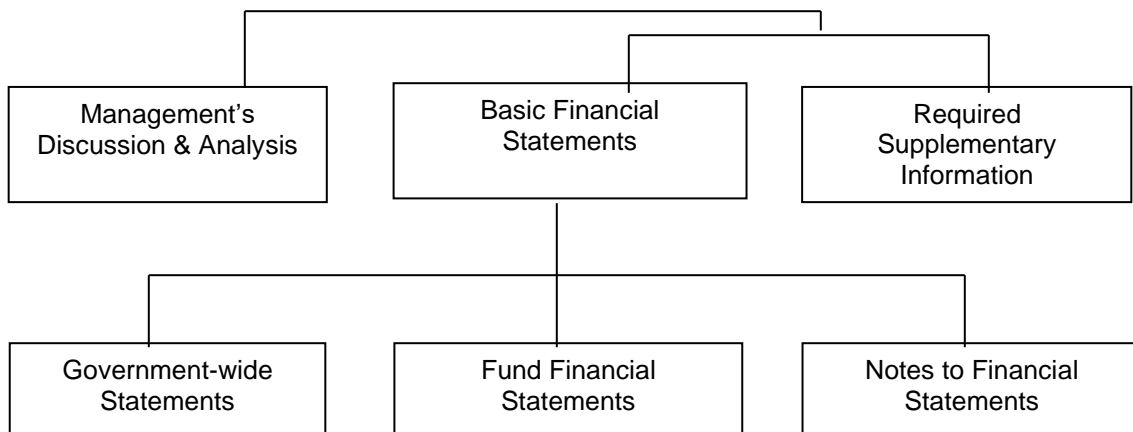 Management’s
Discussion & Analysis
Basic Financial
Statements
Required
Supplementary
Information
Government-wide
Statements
Fund Financial
Statements
Notes to Financial
Statements